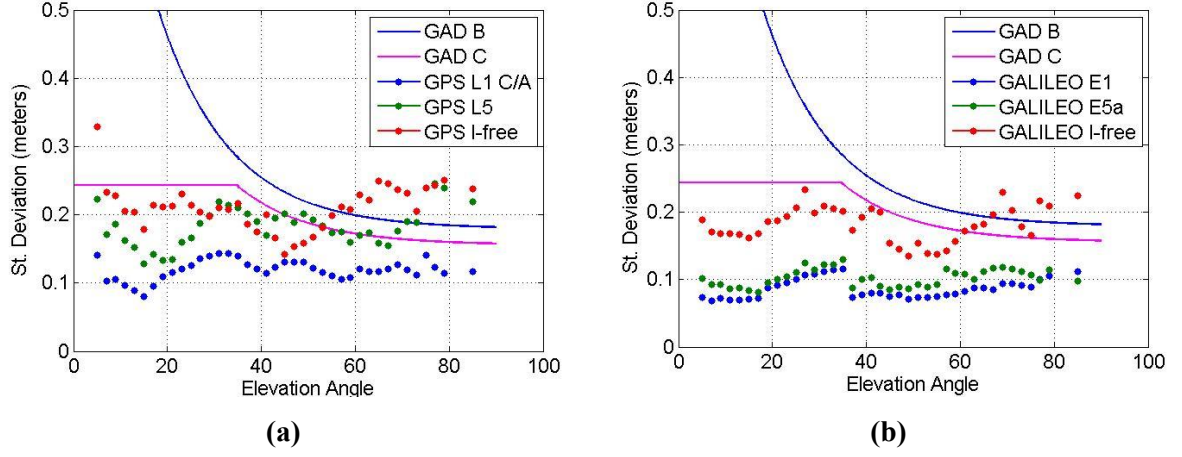 0.5
0.4
0.3
0.2
0.1
0
St. Deviation (meters)
0 20 40 60 80 100
Elevation Angle
GAD B
GAD C
GPS L1 C/A
GPS L5
GPS I-free
(a)
0.5
0.4
0.3
0.2
0.1
0
St. Deviation (meters)
0 20 40 60 80 100
Elevation Angle
GAD B
GAD C
GALILEO E1
GALILEO E5a
GALILEO I-free
(b)